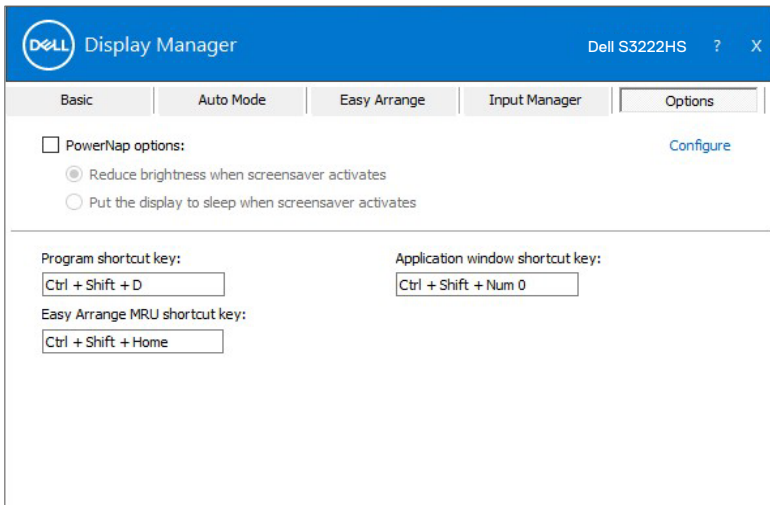 DELL Display Manager Dell S3222HS ? X
Basic Auto Mode Easy Arrange Input Manager Options
PowerNap options: Configure
Reduce brightness when screensaver activates
Put the display to sleep when screensaver activates
Program shortcut key: Application window shortcut key:
Ctrl + Shift + D Ctrl + Shift + Num 0
Easy Arrange MRU shortcut key:
Ctrl + Shift + Home